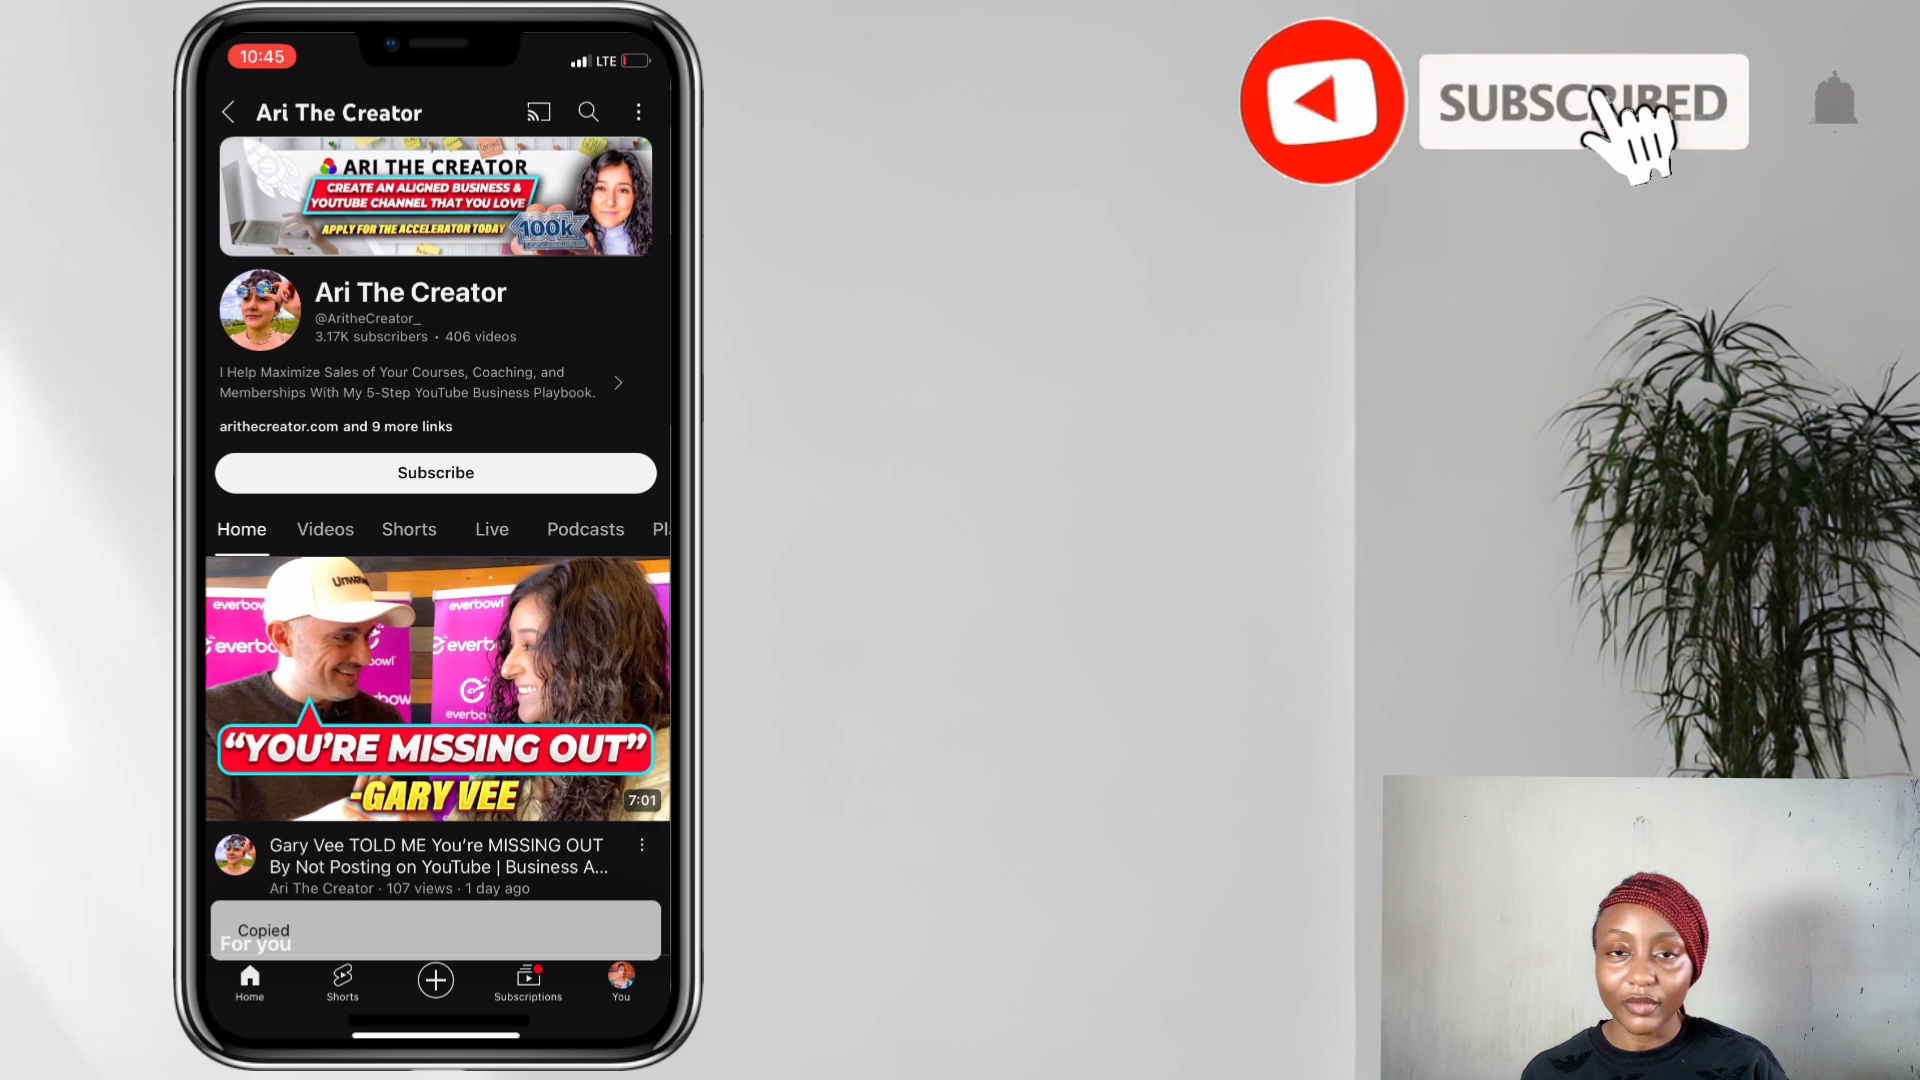 10:45
LTE
Ari The Creator
ARI THE CREATOR
CREATE AN ALIGNED BUSINESS &
YOUTUBE CHANNEL THAT YOU LOVE
APPLY FOR THE ACCELERATOR TODAY
100k
Ari The Creator
@AritheCreator_
3.17K subscribers • 406 videos
I Help Maximize Sales of Your Courses, Coaching, and
Memberships With My 5-Step YouTube Business Playbook.
arithecreator.com and 9 more links
Subscribe
Home Videos Shorts Live Podcasts Pl
everbowl
everbowl
“YOU’RE MISSING OUT”
-GARY VEE
7:01
Gary Vee TOLD ME You’re MISSING OUT
By Not Posting on YouTube | Business A...
Ari The Creator · 107 views · 1 day ago
Copied
For you
Home Shorts Subscriptions You
SUBSCRIBED